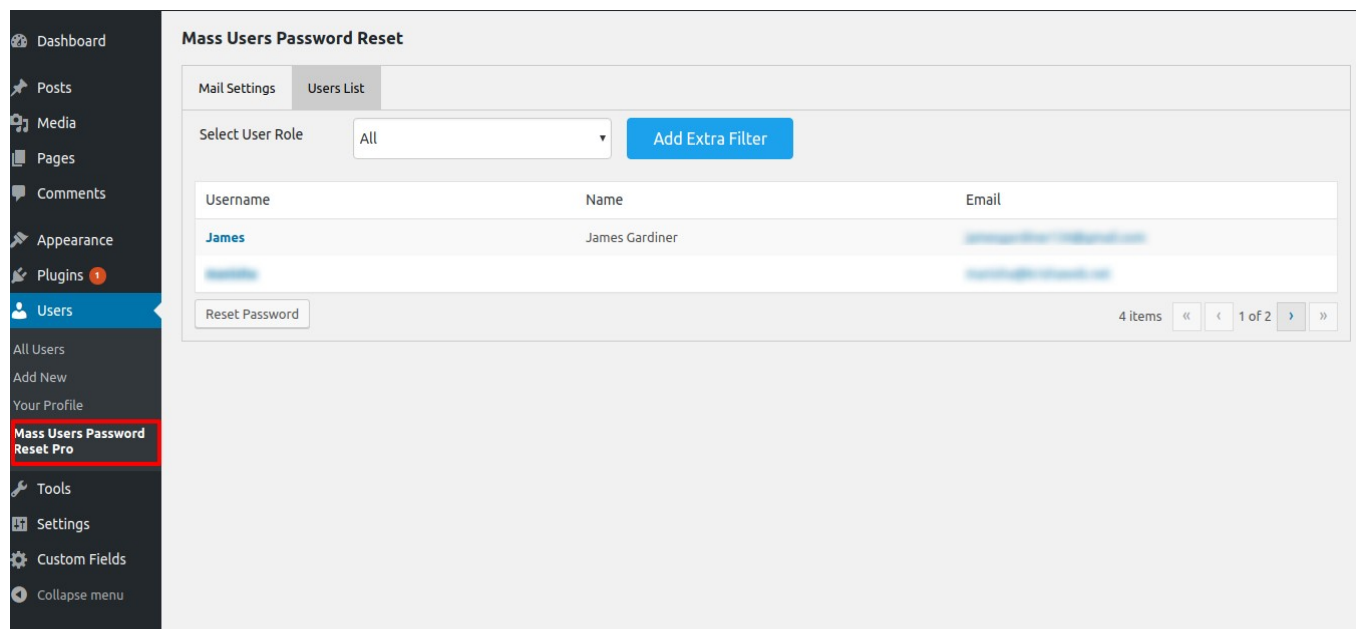 Dashboard
Posts
Media
Pages
Comments
Appearance
Plugins 1
Users
All Users
Add New
Your Profile
Mass Users Password
Reset Pro
Tools
Settings
Custom Fields
Collapse menu
Mass Users Password Reset
Mail Settings Users List
Select User Role All Add Extra Filter
Username Name Email
James James Gardiner
Reset Password 4 items « ‹ 1 of 2 › »